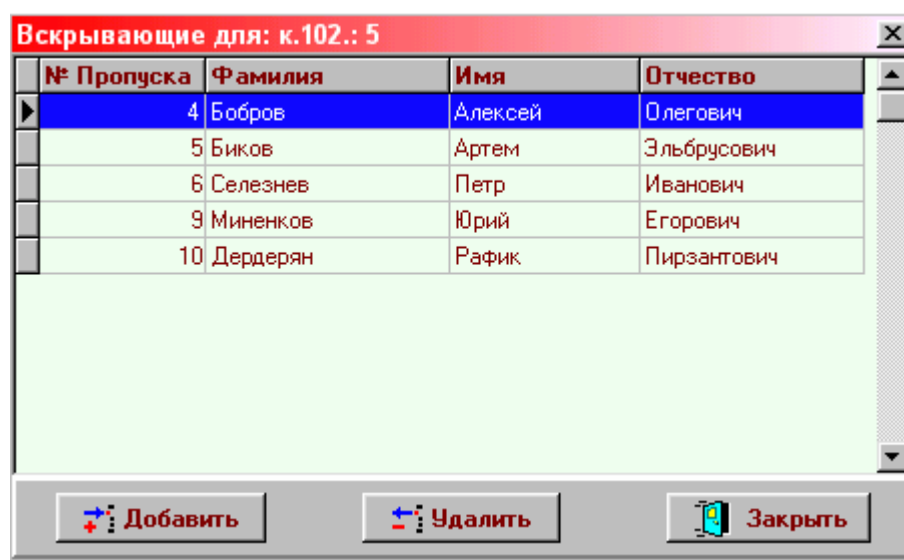 Вскрывающие для: к.102.: 5
№ Пропуска Фамилия Имя Отчество
4 Бобров Алексей Олегович
5 Биков Артем Эльбрусович
6 Селезнев Петр Иванович
9 Миненков Юрий Егорович
10 Дердерян Рафик Пирзантович
Добавить Удалить Закрыть